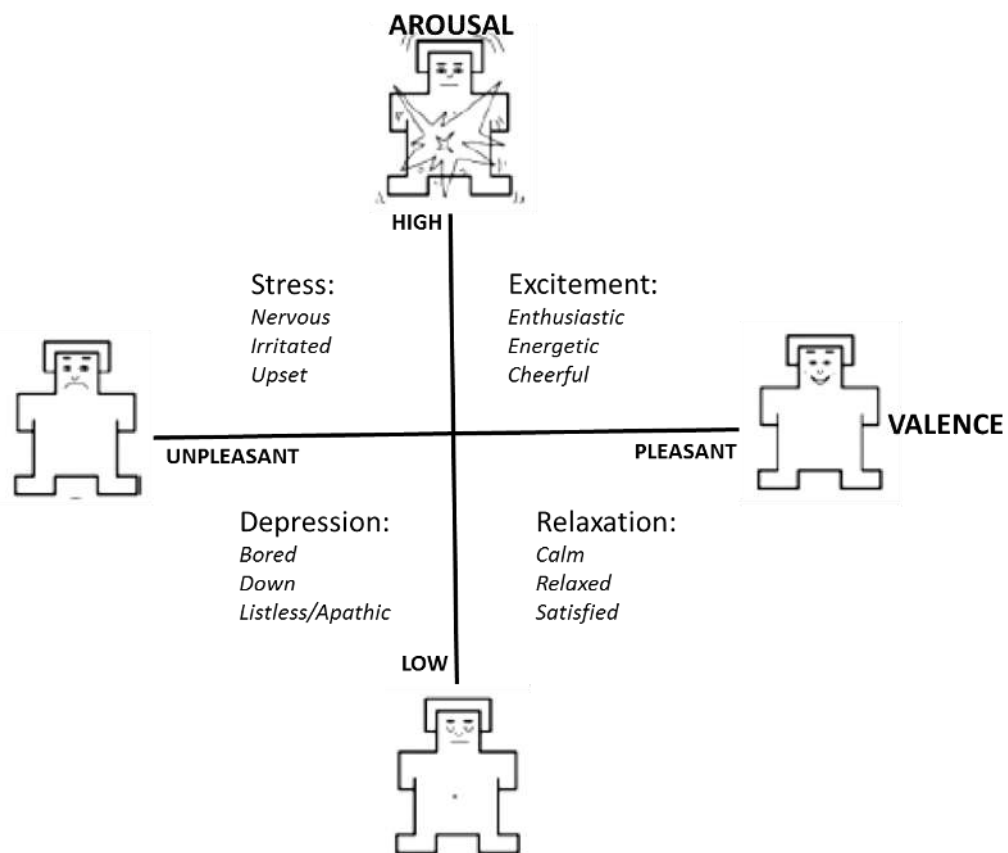 AROUSAL
HIGH
Stress:
Nervous
Irritated
Upset
Excitement:
Enthusiastic
Energetic
Cheerful
VALENCE
UNPLEASANT
PLEASANT
Depression:
Bored
Down
Listless/Apathic
Relaxation:
Calm
Relaxed
Satisfied
LOW